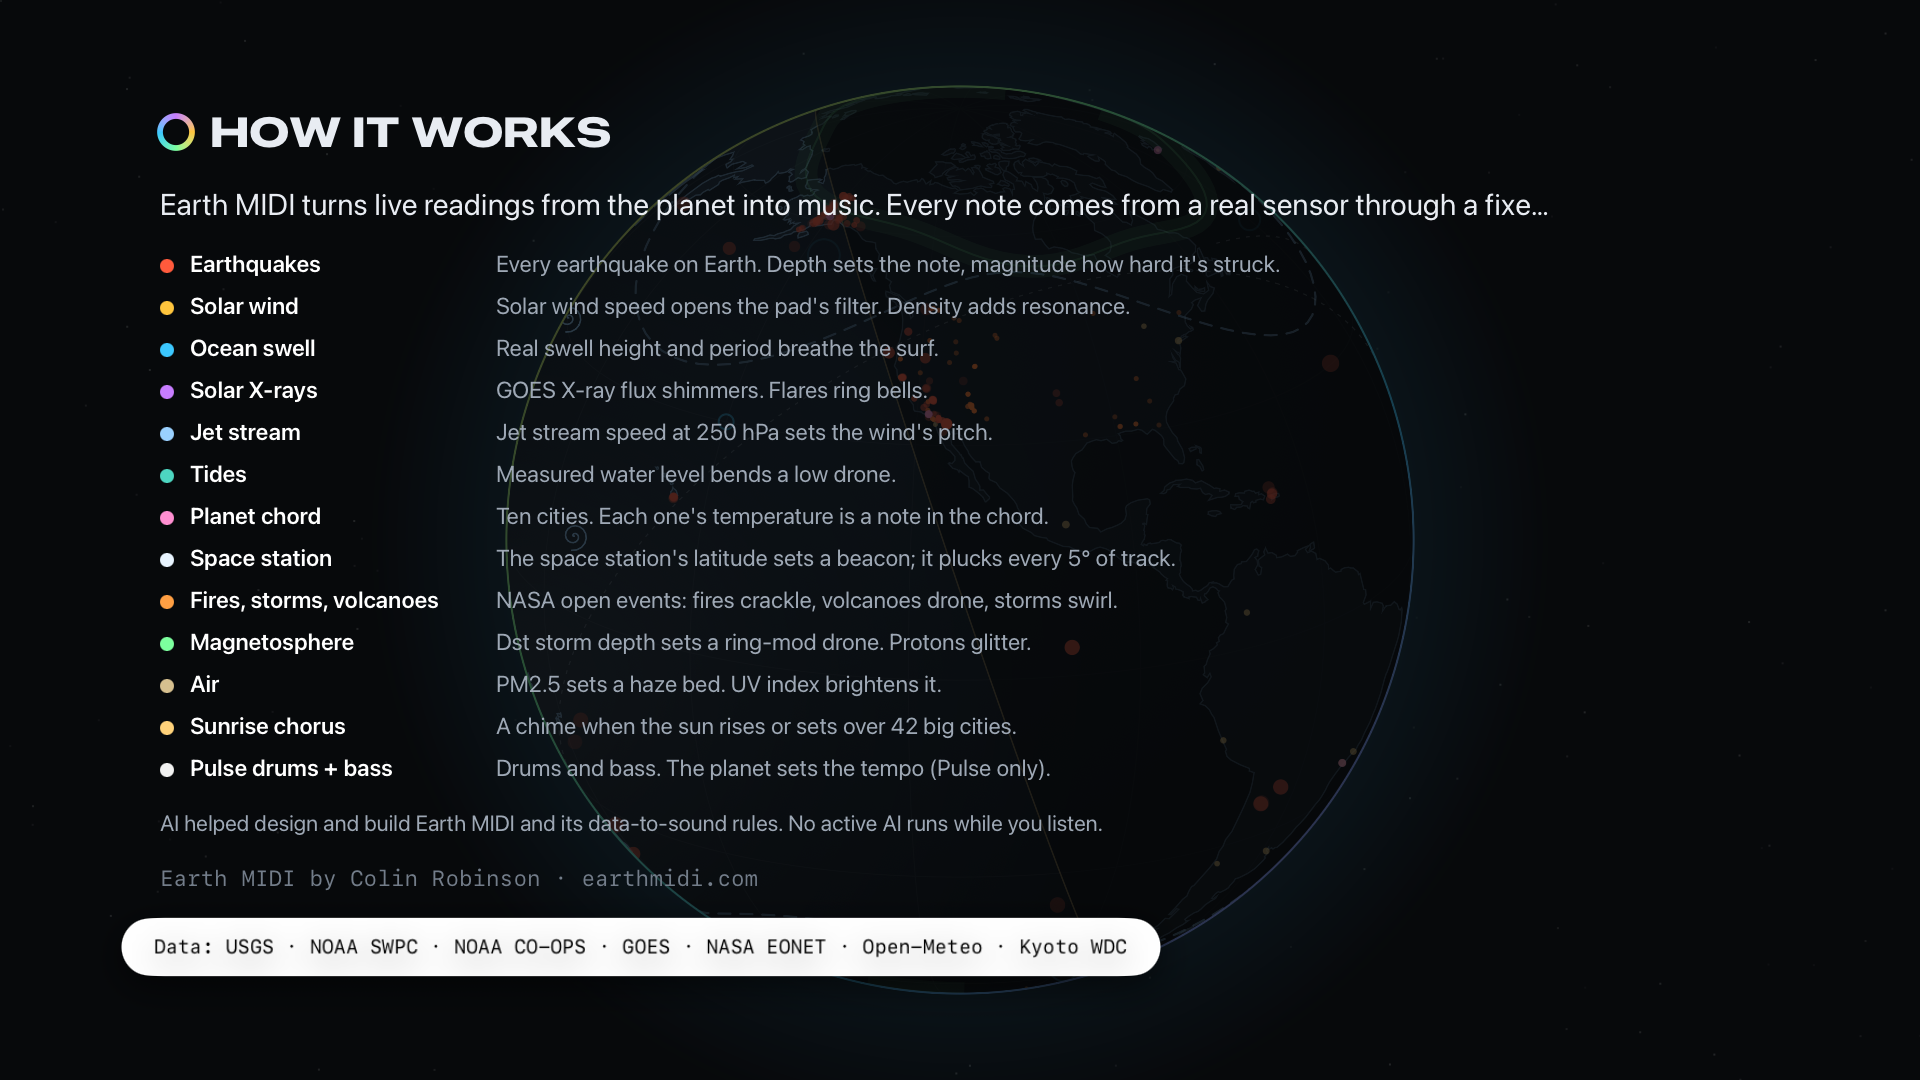 HOW IT WORKS
Earth MIDI turns live readings from the planet into music. Every note comes from a real sensor through a fixe…
Earthquakes Every earthquake on Earth. Depth sets the note, magnitude how hard it's struck.
Solar wind Solar wind speed opens the pad's filter. Density adds resonance.
Ocean swell Real swell height and period breathe the surf.
Solar X-rays GOES X-ray flux shimmers. Flares ring bells.
Jet stream Jet stream speed at 250 hPa sets the wind's pitch.
Tides Measured water level bends a low drone.
Planet chord Ten cities. Each one's temperature is a note in the chord.
Space station The space station's latitude sets a beacon; it plucks every 5° of track.
Fires, storms, volcanoes NASA open events: fires crackle, volcanoes drone, storms swirl.
Magnetosphere Dst storm depth sets a ring-mod drone. Protons glitter.
Air PM2.5 sets a haze bed. UV index brightens it.
Sunrise chorus A chime when the sun rises or sets over 42 big cities.
Pulse drums + bass Drums and bass. The planet sets the tempo (Pulse only).
AI helped design and build Earth MIDI and its data-to-sound rules. No active AI runs while you listen.
Earth MIDI by Colin Robinson · earthmidi.com
Data: USGS · NOAA SWPC · NOAA CO-OPS · GOES · NASA EONET · Open-Meteo · Kyoto WDC